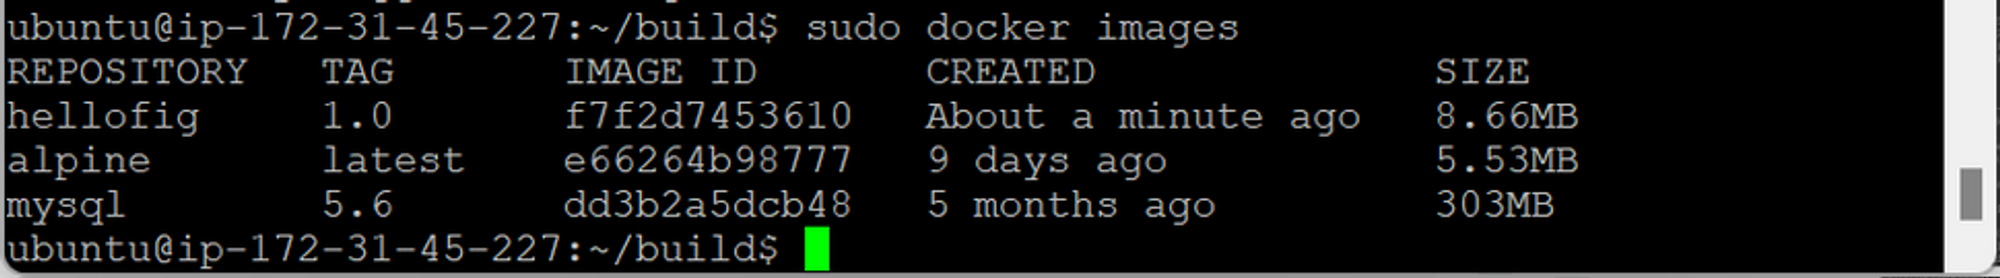 ubuntu@ip-172-31-45-227:~/build$ sudo docker images
REPOSITORY TAG IMAGE ID CREATED SIZE
hellofig 1.0 f7f2d7453610 About a minute ago 8.66MB
alpine latest e66264b98777 9 days ago 5.53MB
mysql 5.6 dd3b2a5dcb48 5 months ago 303MB
ubuntu@ip-172-31-45-227:~/build$